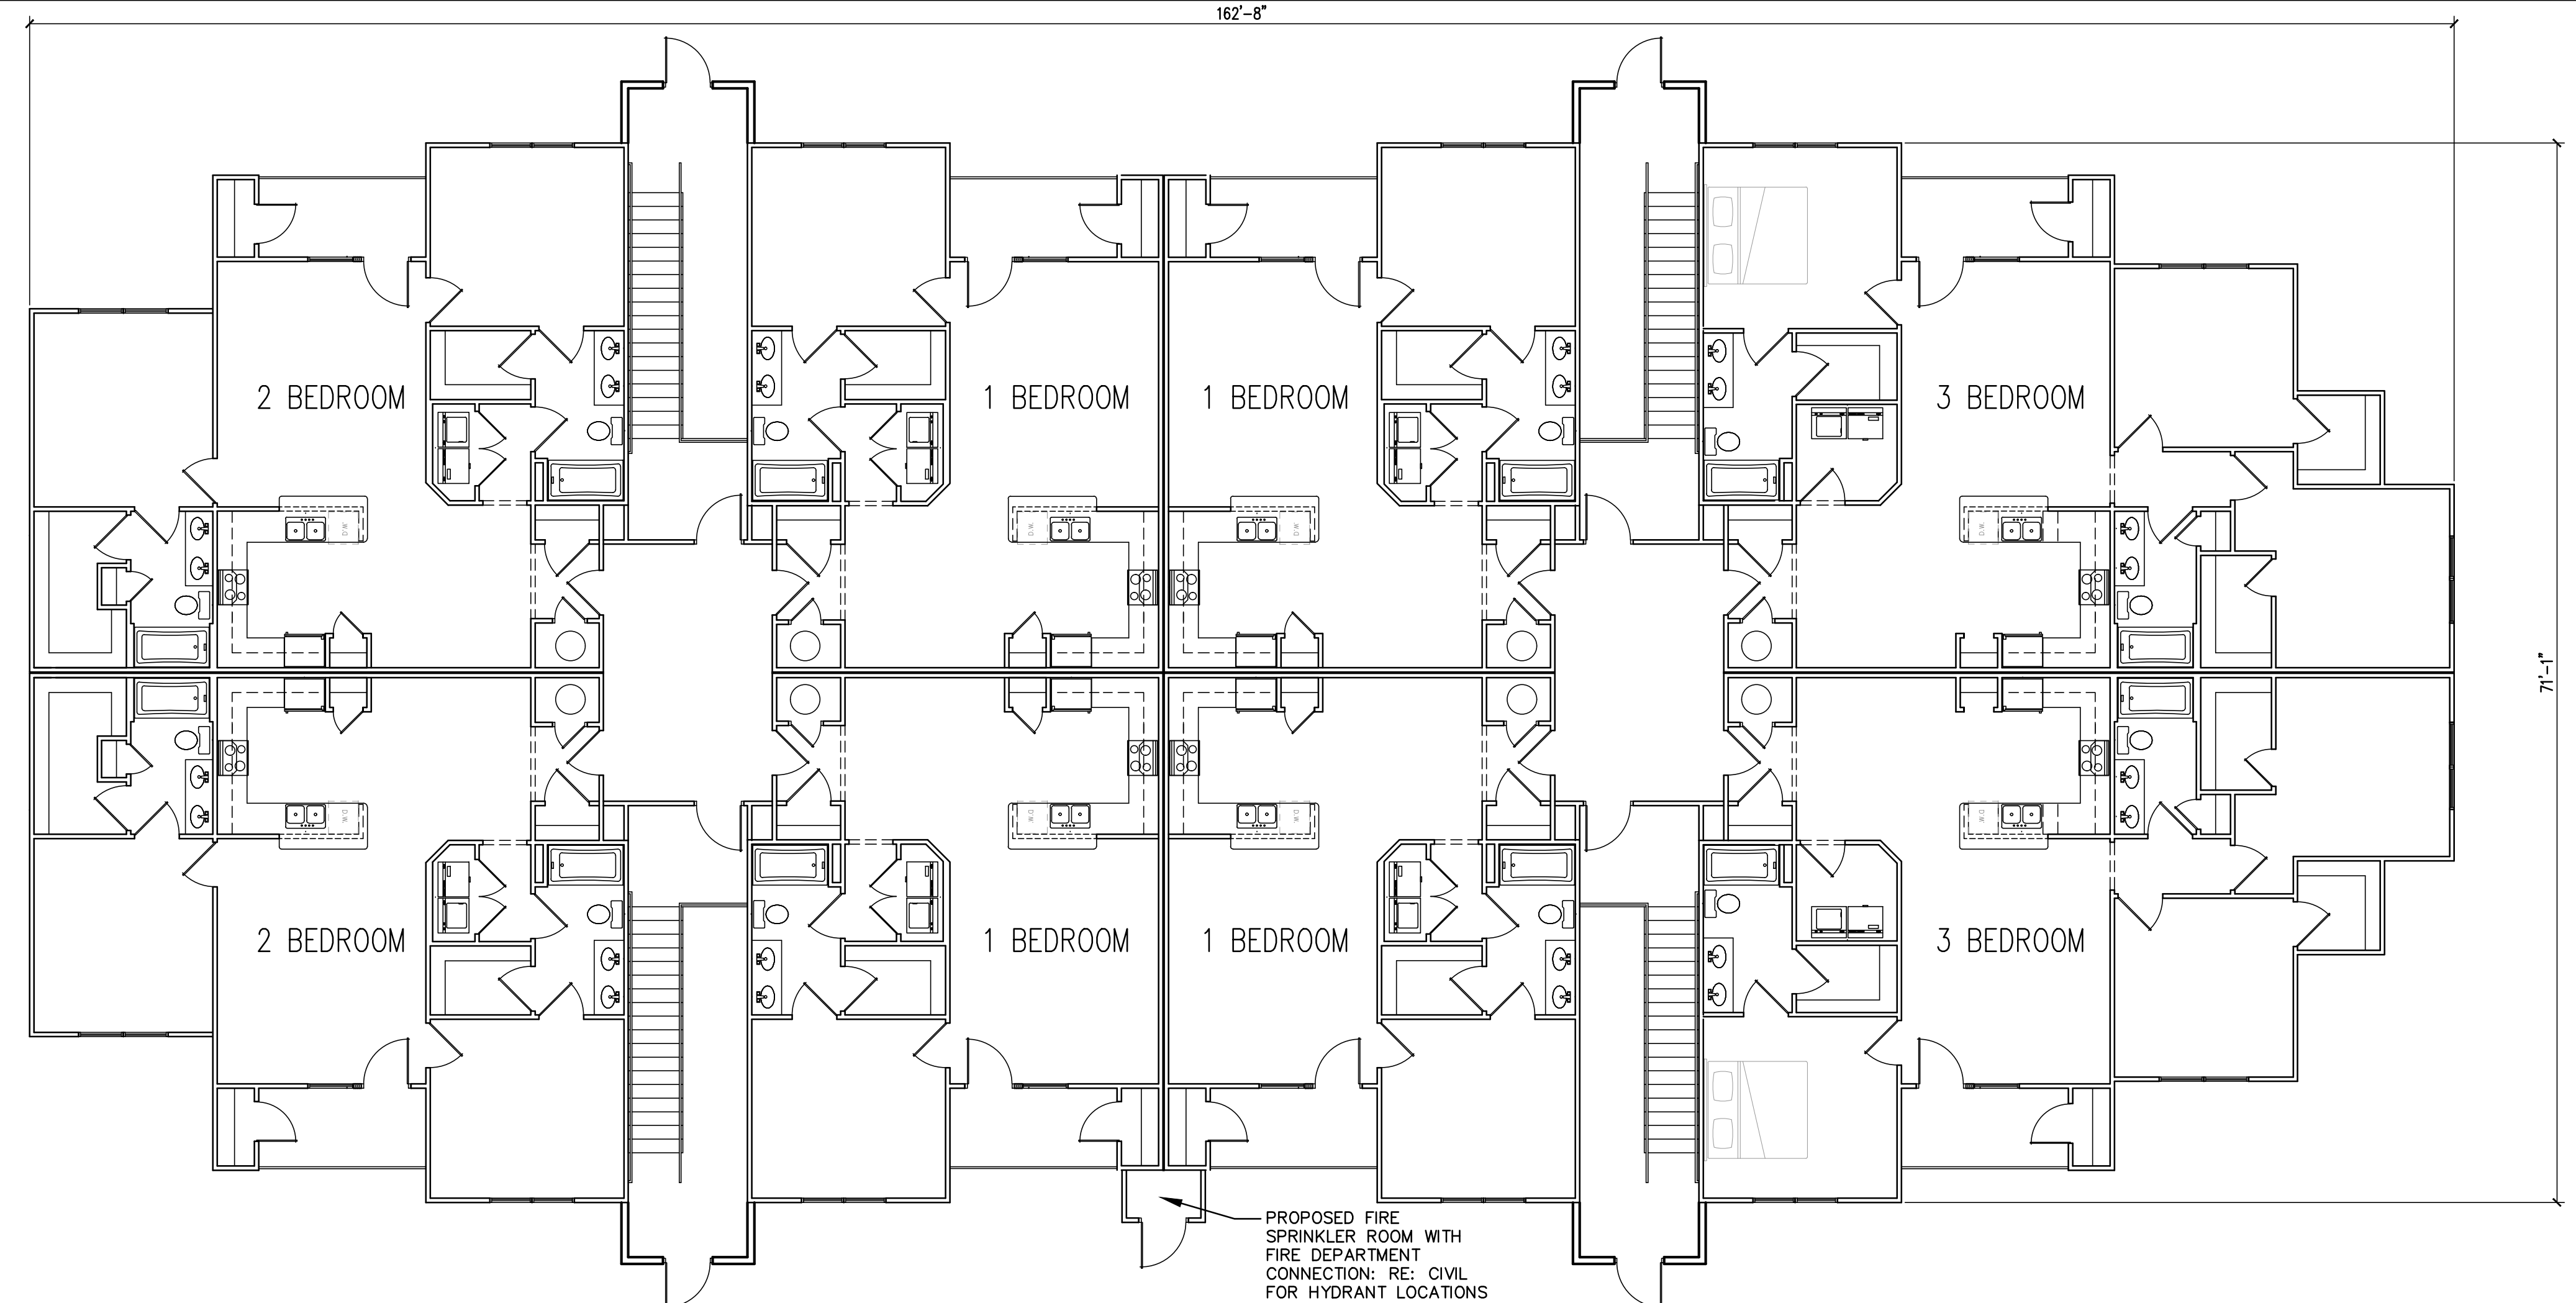 162'-8"
2 BEDROOM
1 BEDROOM
1 BEDROOM
3 BEDROOM
D.W.
D.W.
D.W.
D.W.
71'-1"
D.W.
D.W.
D.W.
D.W.
2 BEDROOM
1 BEDROOM
1 BEDROOM
3 BEDROOM
PROPOSED FIRE
SPRINKLER ROOM WITH
FIRE DEPARTMENT
CONNECTION: RE: CIVIL
FOR HYDRANT LOCATIONS